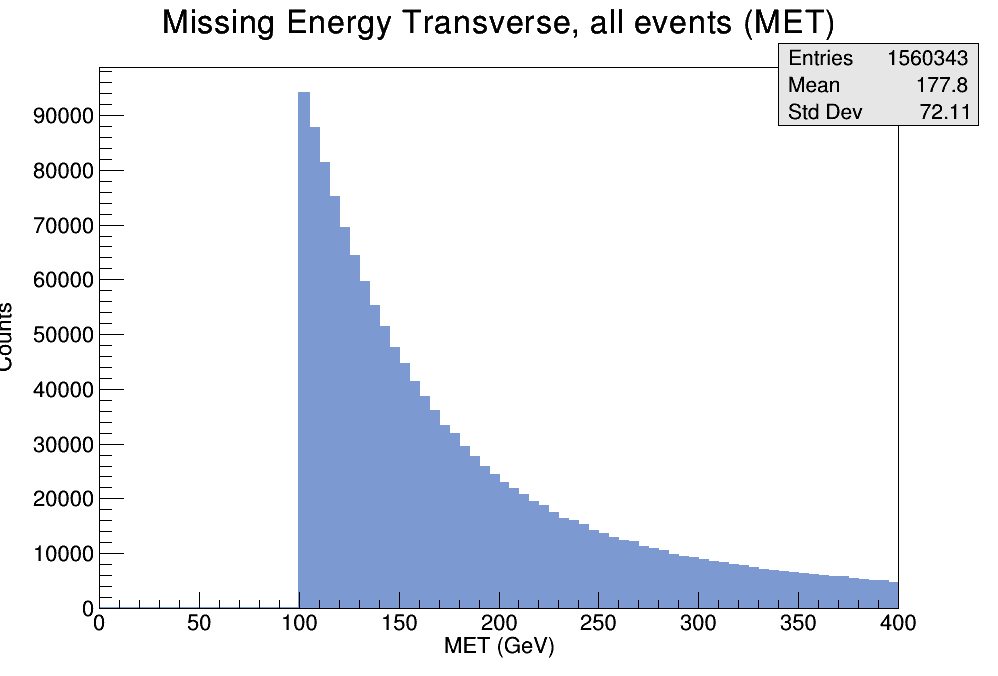 Missing Energy Transverse, all events (MET)
Entries 1560343
Mean 177.8
Std Dev 72.11
90000
80000
70000
60000
50000
40000
30000
20000
10000
0
Counts
0 50 100 150 200 250 300 350 400
MET (GeV)